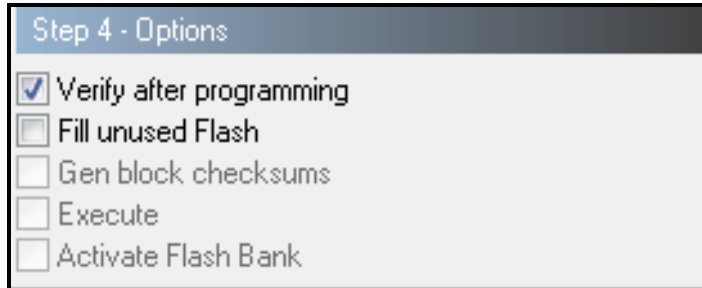 Step 4 - Options
Verify after programming
Fill unused Flash
Gen block checksums
Execute
Activate Flash Bank